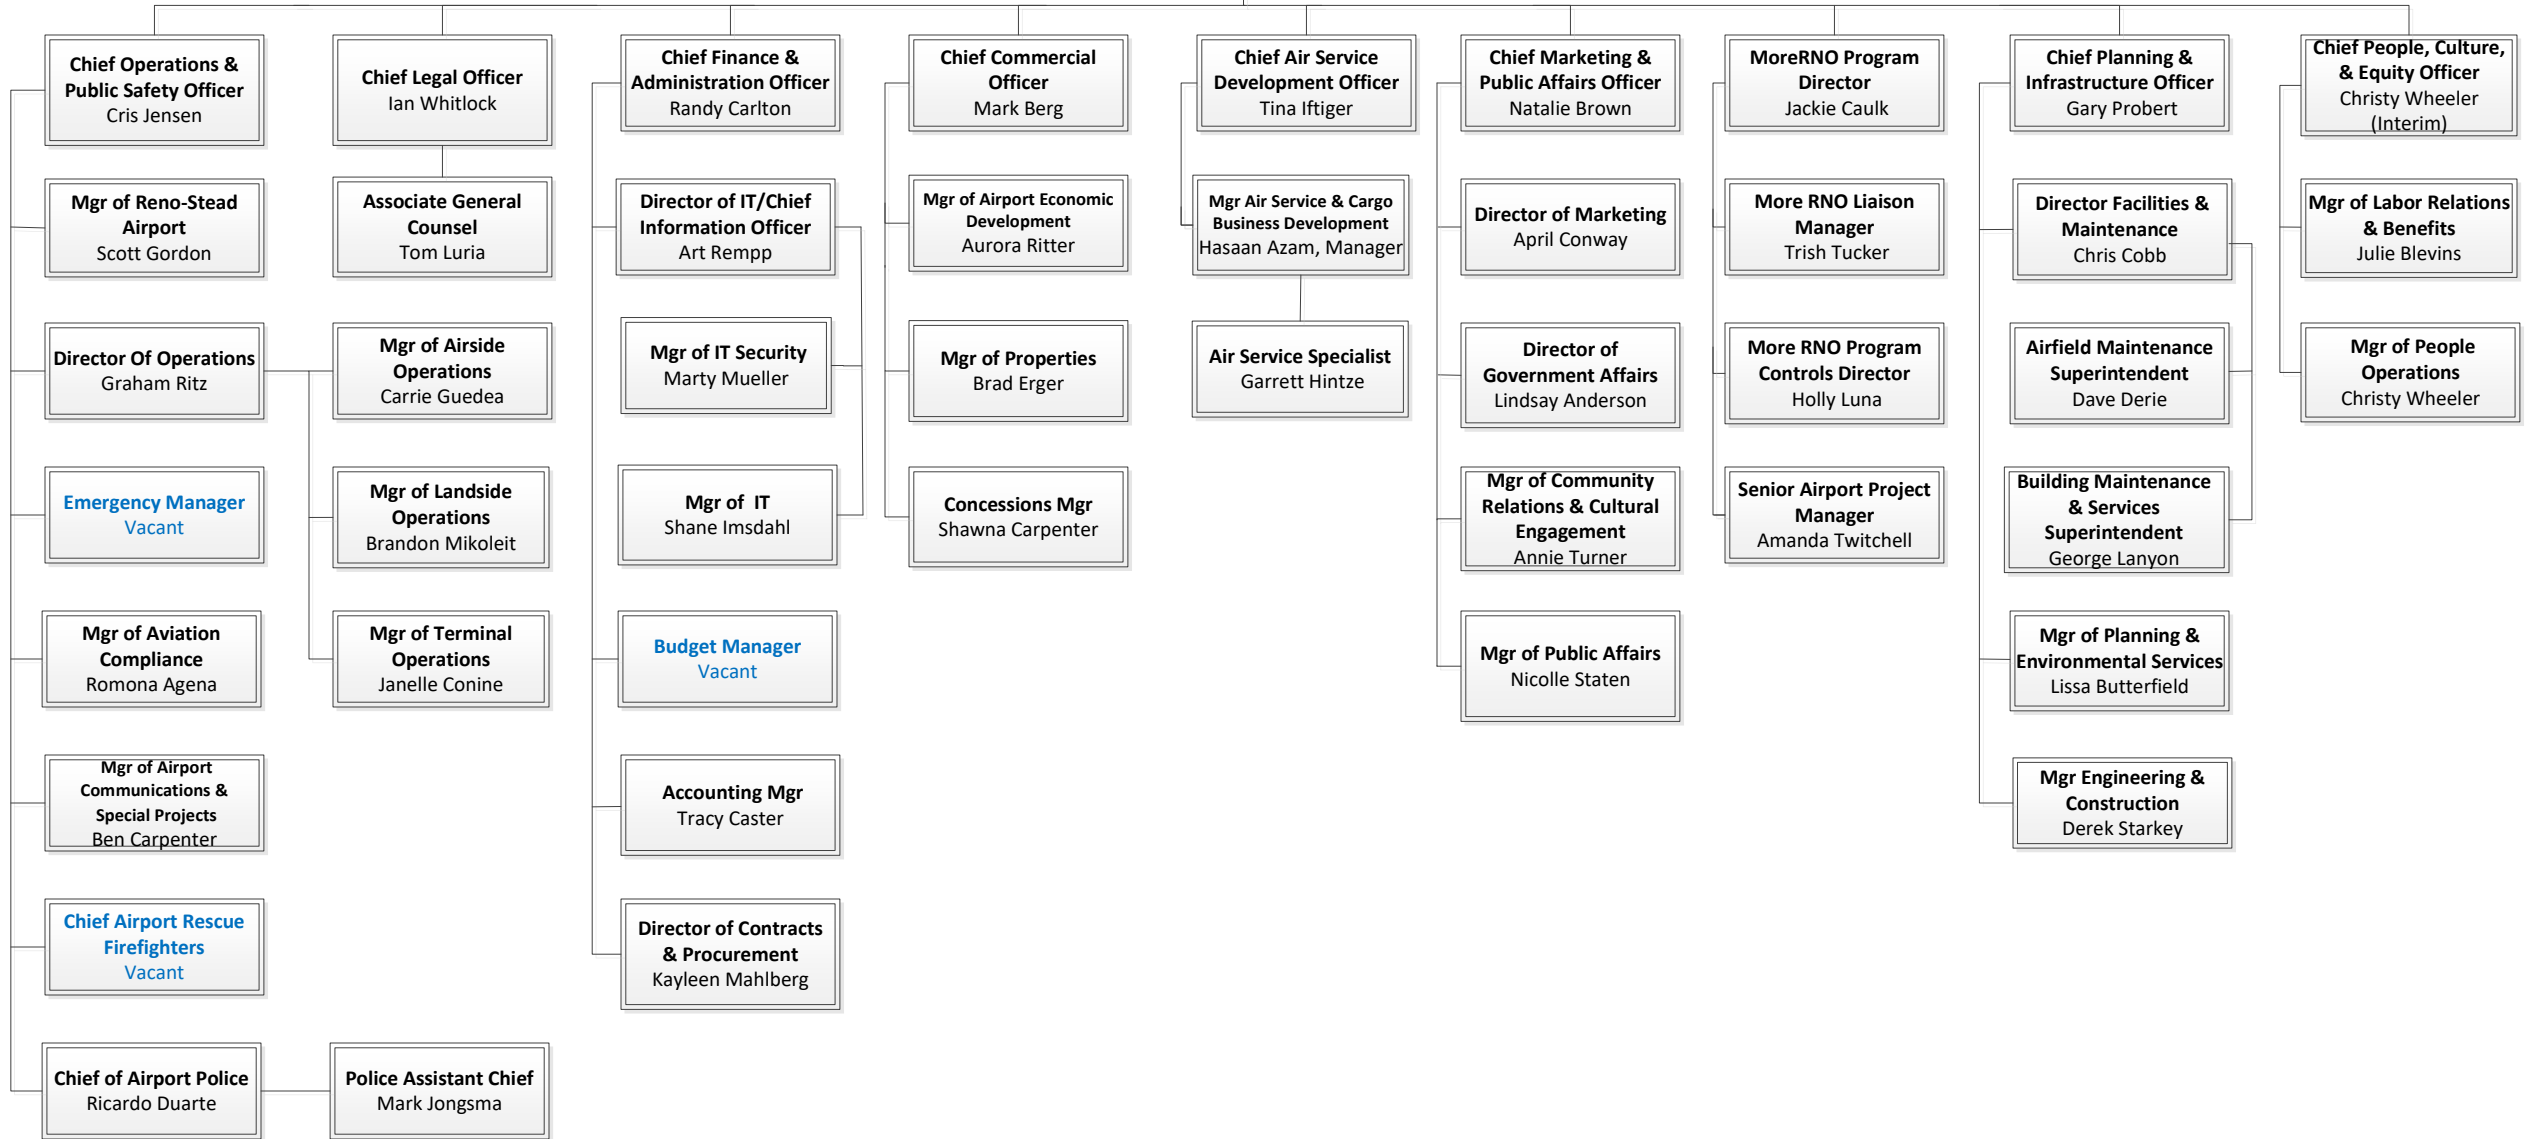 Chief Operations &
Public Safety Officer
Cris Jensen
Chief Legal Officer
Ian Whitlock
Chief Finance &
Administration Officer
Randy Carlton
Chief Commercial
Officer
Mark Berg
Chief Air Service
Development Officer
Tina Iftiger
Chief Marketing &
Public Affairs Officer
Natalie Brown
MoreRNO Program
Director
Jackie Caulk
Chief Planning &
Infrastructure Officer
Gary Probert
Chief People, Culture,
& Equity Officer
Christy Wheeler
(Interim)
Mgr of Reno-Stead
Airport
Scott Gordon
Associate General
Counsel
Tom Luria
Director of IT/Chief
Information Officer
Art Rempp
Mgr of Airport Economic
Development
Aurora Ritter
Mgr Air Service & Cargo
Business Development
Hasaan Azam, Manager
Director of Marketing
April Conway
More RNO Liaison
Manager
Trish Tucker
Director Facilities &
Maintenance
Chris Cobb
Mgr of Labor Relations
& Benefits
Julie Blevins
Director Of Operations
Graham Ritz
Mgr of Airside
Operations
Carrie Guedea
Mgr of IT Security
Marty Mueller
Mgr of Properties
Brad Erger
Air Service Specialist
Garrett Hintze
Director of
Government Affairs
Lindsay Anderson
More RNO Program
Controls Director
Holly Luna
Airfield Maintenance
Superintendent
Dave Derie
Mgr of People
Operations
Christy Wheeler
Emergency Manager
Vacant
Mgr of Landside
Operations
Brandon Mikoleit
Mgr of  IT
Shane Imsdahl
Concessions Mgr
Shawna Carpenter
Mgr of Community
Relations & Cultural
Engagement
Annie Turner
Senior Airport Project
Manager
Amanda Twitchell
Building Maintenance
& Services
Superintendent
George Lanyon
Mgr of Aviation
Compliance
Romona Agena
Mgr of Terminal
Operations
Janelle Conine
Budget Manager
Vacant
Mgr of Public Affairs
Nicolle Staten
Mgr of Planning &
Environmental Services
Lissa Butterfield
Mgr of Airport
Communications &
Special Projects
Ben Carpenter
Accounting Mgr
Tracy Caster
Mgr Engineering &
Construction
Derek Starkey
Chief Airport Rescue
Firefighters
Vacant
Director of Contracts
& Procurement
Kayleen Mahlberg
Chief of Airport Police
Ricardo Duarte
Police Assistant Chief
Mark Jongsma